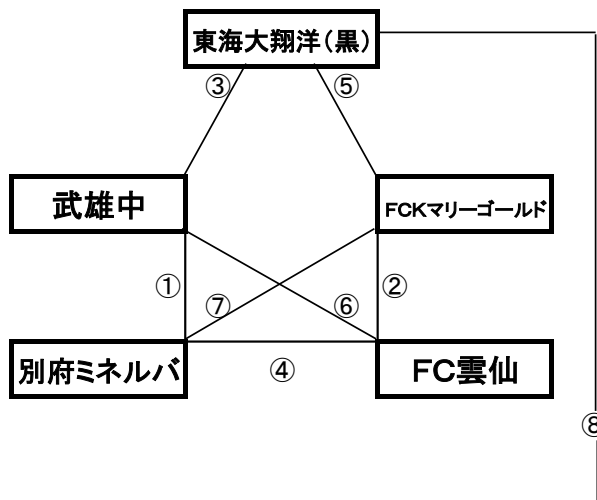 東海大翔洋(黒)
③
⑤
武雄中
FCKマリーゴールド
①
⑦
⑥
②
別府ミネルバ
④
FC雲仙
⑧